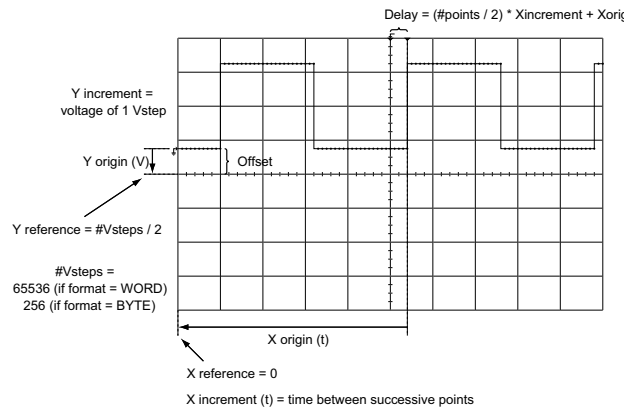 Delay = (#points / 2) * Xincrement + Xorig
Y increment =
voltage of 1 Vstep
Y origin (V)
Offset
Y reference = #Vsteps / 2
#Vsteps =
65536 (if format = WORD)
256 (if format = BYTE)
X origin (t)
X reference = 0
X increment (t) = time between successive points